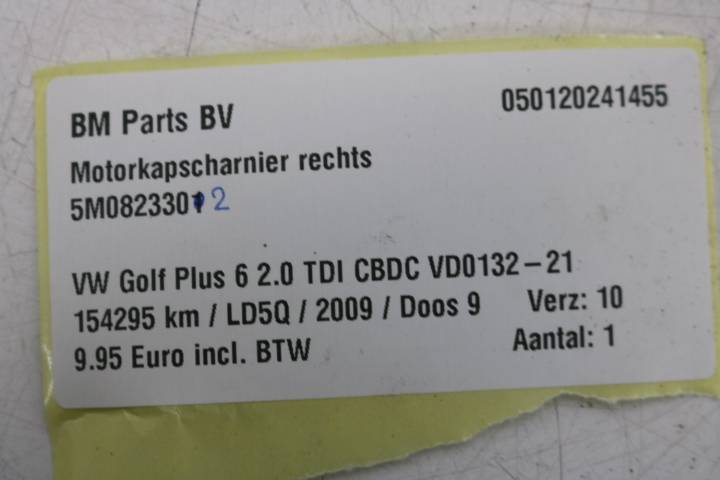 BM Parts BV 050120241455
Motorkapscharnier rechts
5M0823301 2
VW Golf Plus 6 2.0 TDI CBDC VD0132-21
154295 km / LD5Q / 2009 / Doos 9 Verz: 10
9.95 Euro incl. BTW Aantal: 1